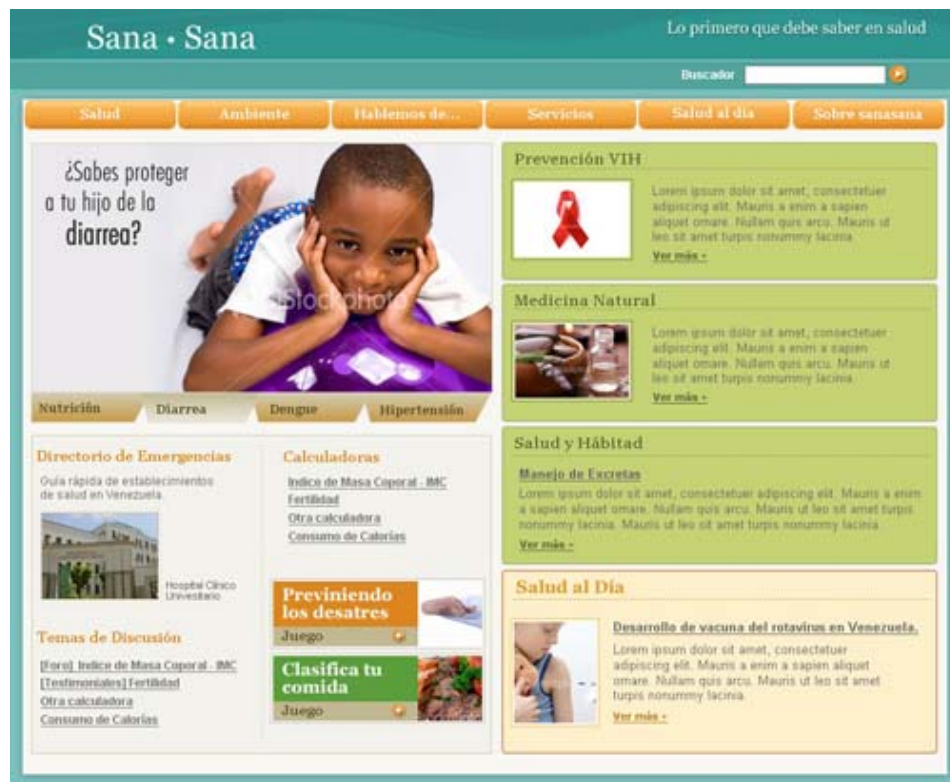 Sana • Sana
Lo primero que debe saber en salud
Buscador
Salud
Ambiente
Hablemos de...
Servicios
Salud al día
Sobre sanasana
¿Sabes proteger
a tu hijo de la
diarrea?
iStockphoto
Nutrición
Diarrea
Dengue
Hipertensión
Directorio de Emergencias
Guía rápida de establecimientos
de salud en Venezuela.
Hospital Clínico
Universitario
Temas de Discusión
[Foro] Indice de Masa Coporal - IMC
[Testimoniales] Fertilidad
Otra calculadora
Consumo de Calorías
Calculadoras
Indice de Masa Coporal - IMC
Fertilidad
Otra calculadora
Consumo de Calorías
Previniendo
los desatres
Juego
Clasifica tu
comida
Juego
Prevención VIH
Lorem ipsum dolor sit amet, consectetuer
adipiscing elit. Mauris a enim a sapien
aliquet ornare. Nullam quis arcu. Mauris ut
leo sit amet turpis nonummy lacinia.
Ver más -
Medicina Natural
Lorem ipsum dolor sit amet, consectetuer
adipiscing elit. Mauris a enim a sapien
aliquet ornare. Nullam quis arcu. Mauris ut
leo sit amet turpis nonummy lacinia.
Ver más -
Salud y Hábitad
Manejo de Excretas
Lorem ipsum dolor sit amet, consectetuer adipiscing elit. Mauris a enim
a sapien aliquet ornare. Nullam quis arcu. Mauris ut leo sit amet turpis
nonummy lacinia. Mauris ut leo sit amet turpis nonummy lacinia.
Ver más -
Salud al Día
Desarrollo de vacuna del rotavirus en Venezuela.
Lorem ipsum dolor sit amet, consectetuer
adipiscing elit. Mauris a enim a sapien aliquet
ornare. Nullam quis arcu. Mauris ut leo sit amet
turpis nonummy lacinia.
Ver más -